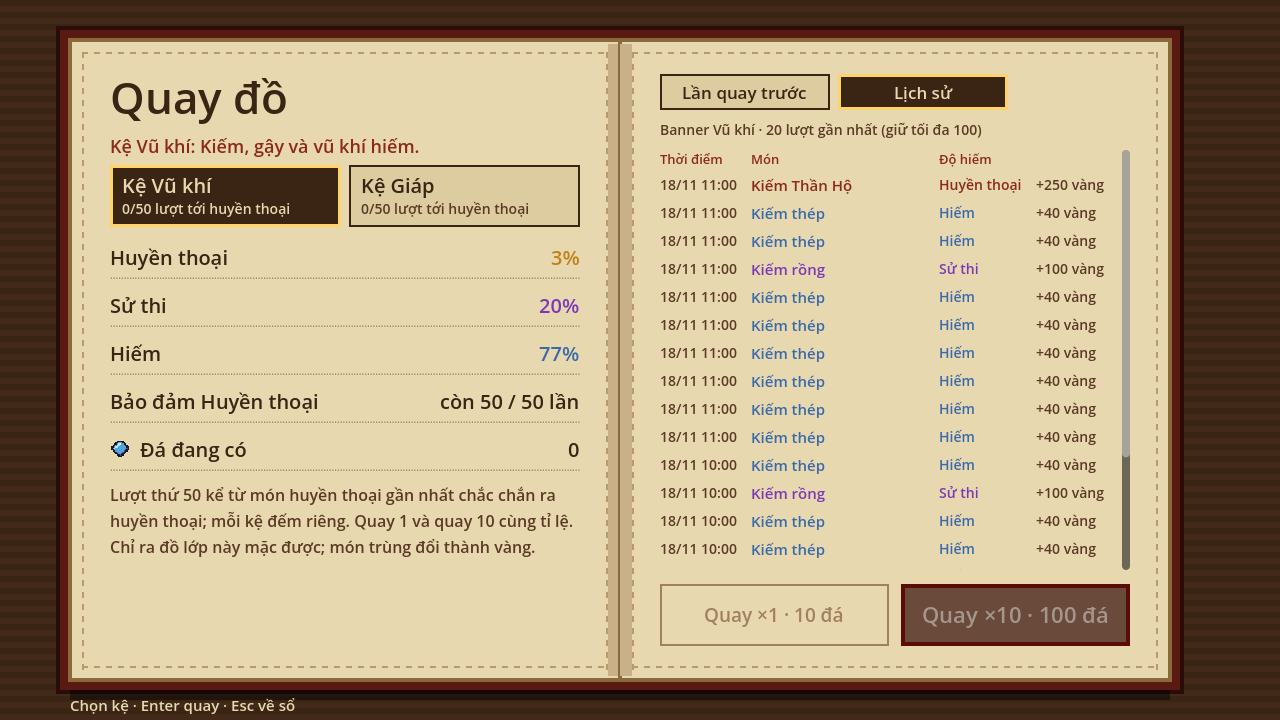 Quay đồ
Kệ Vũ khí: Kiếm, gậy và vũ khí hiếm.
Kệ Vũ khí
0/50 lượt tới huyền thoại
Kệ Giáp
0/50 lượt tới huyền thoại
Huyền thoại 3%
Sử thi 20%
Hiếm 77%
Bảo đảm Huyền thoại còn 50 / 50 lần
Đá đang có 0
Lượt thứ 50 kể từ món huyền thoại gần nhất chắc chắn ra
huyền thoại; mỗi kệ đếm riêng. Quay 1 và quay 10 cùng tỉ lệ.
Chỉ ra đồ lớp này mặc được; món trùng đổi thành vàng.
Lần quay trước Lịch sử
Banner Vũ khí · 20 lượt gần nhất (giữ tối đa 100)
Thời điểm Món Độ hiếm
18/11 11:00 Kiếm Thần Hộ Huyền thoại +250 vàng
18/11 11:00 Kiếm thép Hiếm +40 vàng
18/11 11:00 Kiếm thép Hiếm +40 vàng
18/11 11:00 Kiếm rồng Sử thi +100 vàng
18/11 11:00 Kiếm thép Hiếm +40 vàng
18/11 11:00 Kiếm thép Hiếm +40 vàng
18/11 11:00 Kiếm thép Hiếm +40 vàng
18/11 11:00 Kiếm thép Hiếm +40 vàng
18/11 11:00 Kiếm thép Hiếm +40 vàng
18/11 11:00 Kiếm thép Hiếm +40 vàng
18/11 10:00 Kiếm thép Hiếm +40 vàng
18/11 10:00 Kiếm rồng Sử thi +100 vàng
18/11 10:00 Kiếm thép Hiếm +40 vàng
18/11 10:00 Kiếm thép Hiếm +40 vàng
Quay ×1 · 10 đá Quay ×10 · 100 đá
Chọn kệ · Enter quay · Esc về sổ